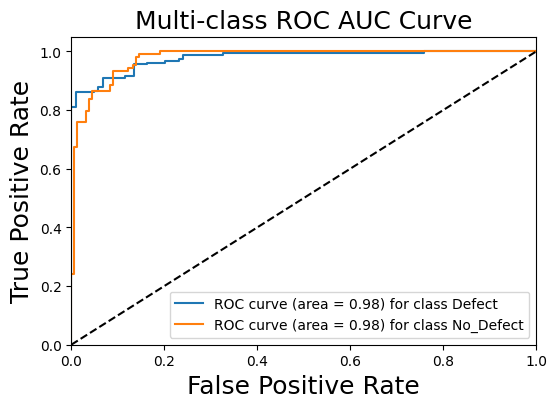 Multi-class ROC AUC Curve
True Positive Rate
1.0
0.8
0.6
0.4
0.2
0.0
ROC curve (area = 0.98) for class Defect
ROC curve (area = 0.98) for class No_Defect
0.0 0.2 0.4 0.6 0.8 1.0
False Positive Rate